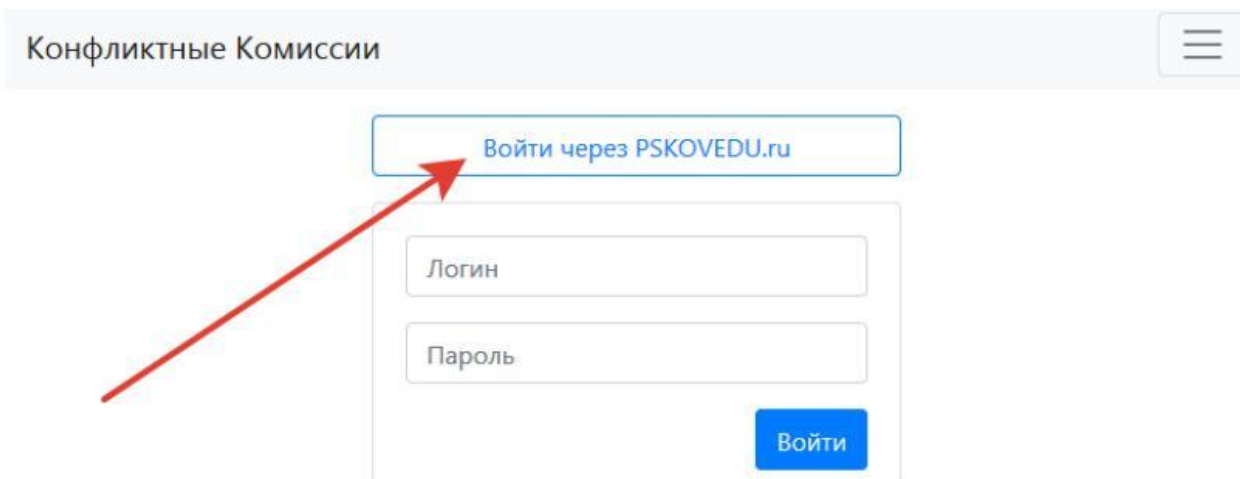 Конфликтные Комиссии
Войти через PSKOVEDU.ru
Логин
Пароль
Войти